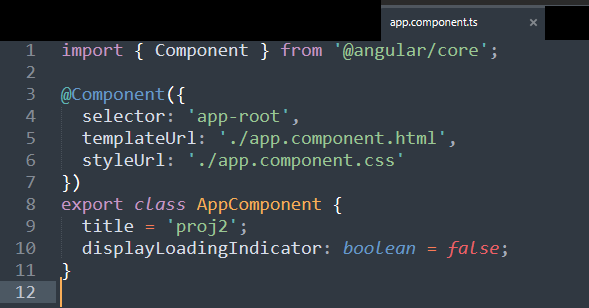 app.component.ts ×
1 import { Component } from '@angular/core';
2
3 @Component({
4   selector: 'app-root',
5   templateUrl: './app.component.html',
6   styleUrl: './app.component.css'
7 })
8 export class AppComponent {
9   title = 'proj2';
10   displayLoadingIndicator: boolean = false;
11 }
12